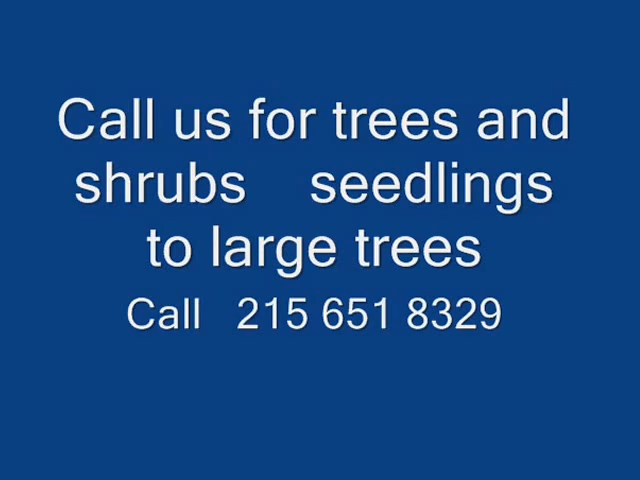 Call us for trees and
shrubs    seedlings
to large trees
Call   215 651 8329